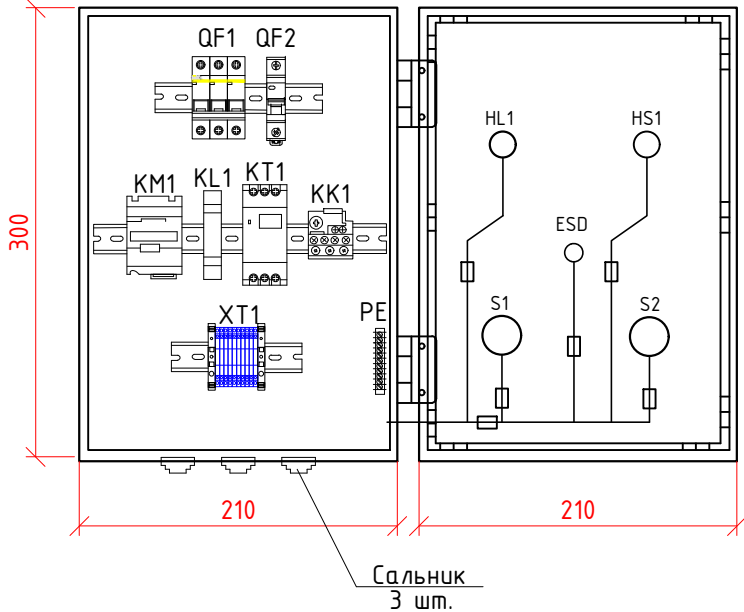 QF1 QF2
HL1 HS1
KM1 KL1 KT1 KK1
ESD
300
XT1 PE S1 S2
210 210
Сальник
3 шт.